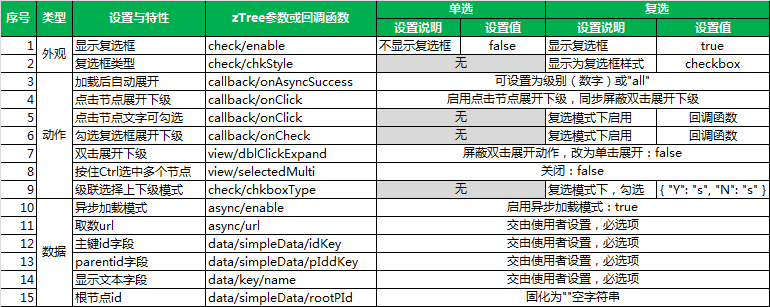 序号 类型 设置与特性 zTree参数或回调函数 单选 复选
设置说明 设置值 设置说明 设置值
1 外观 显示复选框 check/enable 不显示复选框 false 显示复选框 true
2 复选框类型 check/chkStyle 无 显示为复选框样式 checkbox
3 动作 加载后自动展开 callback/onAsyncSuccess 可设置为级别（数字）或"all"
4 点击节点展开下级 callback/onClick 启用点击节点展开下级，同步屏蔽双击展开下级
5 点击节点文字可勾选 callback/onClick 无 复选模式下启用 回调函数
6 勾选复选框展开下级 callback/onCheck 无 复选模式下启用 回调函数
7 双击展开下级 view/dblClickExpand 屏蔽双击展开动作，改为单击展开：false
8 按住Ctrl选中多个节点 view/selectedMulti 关闭：false
9 级联选择上下级模式 check/chkboxType 无 复选模式下，勾选 { "Y": "s", "N": "s" }
10 数据 异步加载模式 async/enable 启用异步加载模式：true
11 取数url async/url 交由使用者设置，必选项
12 主键id字段 data/simpleData/idKey 交由使用者设置，必选项
13 parentid字段 data/simpleData/pIddKey 交由使用者设置，必选项
14 显示文本字段 data/key/name 交由使用者设置，必选项
15 根节点id data/simpleData/rootPId 固化为""空字符串